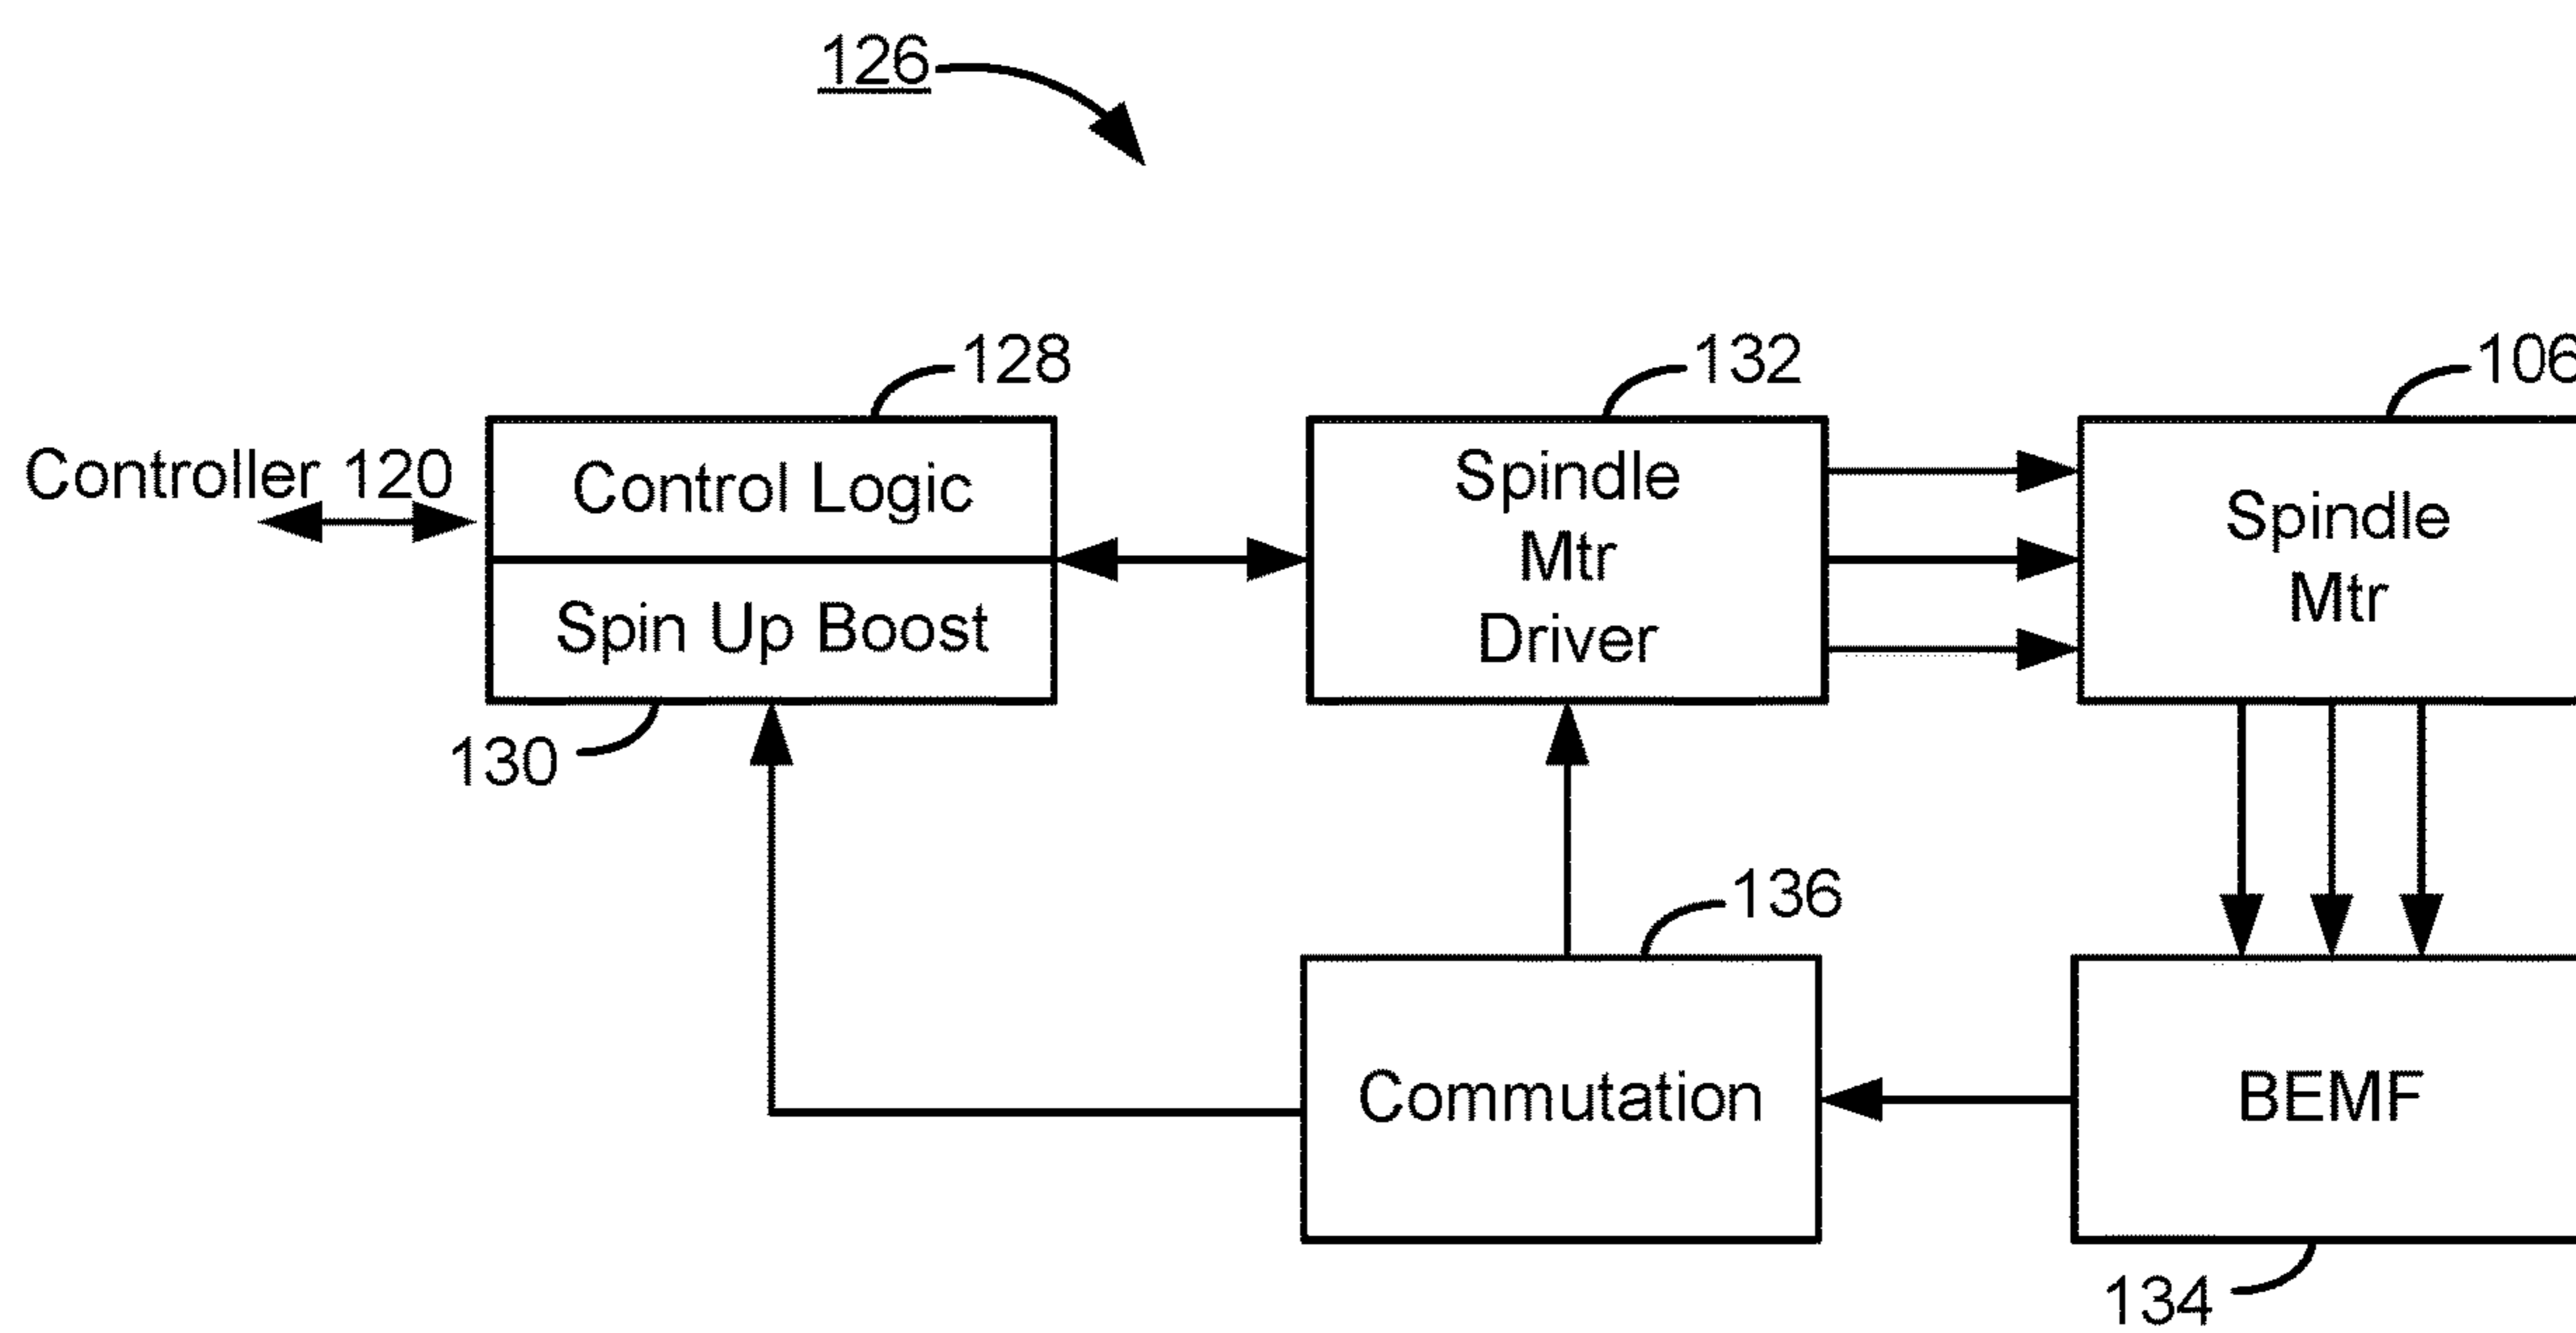 126
128
132
106
Controller 120
Control Logic
Spin Up Boost
Spindle
Mtr
Driver
Spindle
Mtr
130
136
Commutation
BEMF
134